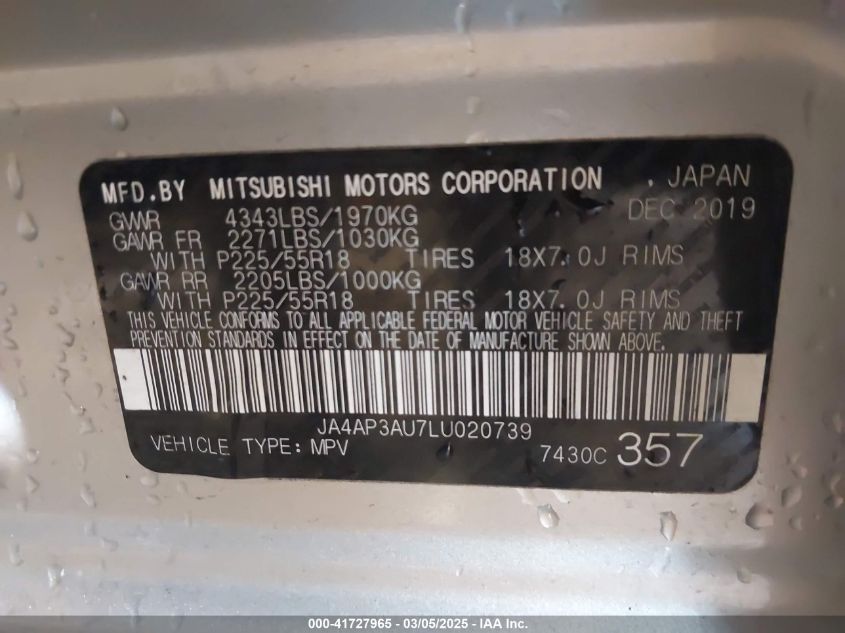 MFD.BY MITSUBISHI MOTORS CORPORATION . JAPAN
GVWR 4343LBS/1970KG DEC 2019
GAWR FR 2271LBS/1030KG
WITH P225/55R18 TIRES 18X7.0J RIMS
GAWR RR 2205LBS/1000KG
WITH P225/55R18 TIRES 18X7.0J RIMS
THIS VEHICLE CONFORMS TO ALL APPLICABLE FEDERAL MOTOR VEHICLE SAFETY AND THEFT
PREVENTION STANDARDS IN EFFECT ON THE DATE OF MANUFACTURE SHOWN ABOVE.
JA4AP3AU7LU020739
VEHICLE TYPE: MPV 7430C 357
000-41727965 - 03/05/2025 - IAA Inc.